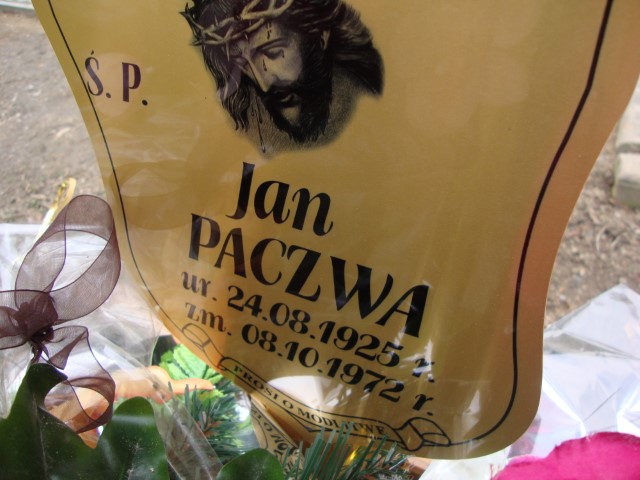 Ś. P.
Jan
PACZWA
ur. 24.08.1925 r.
zm. 08.10.1972 r.
PROSI O MODLITWĘ